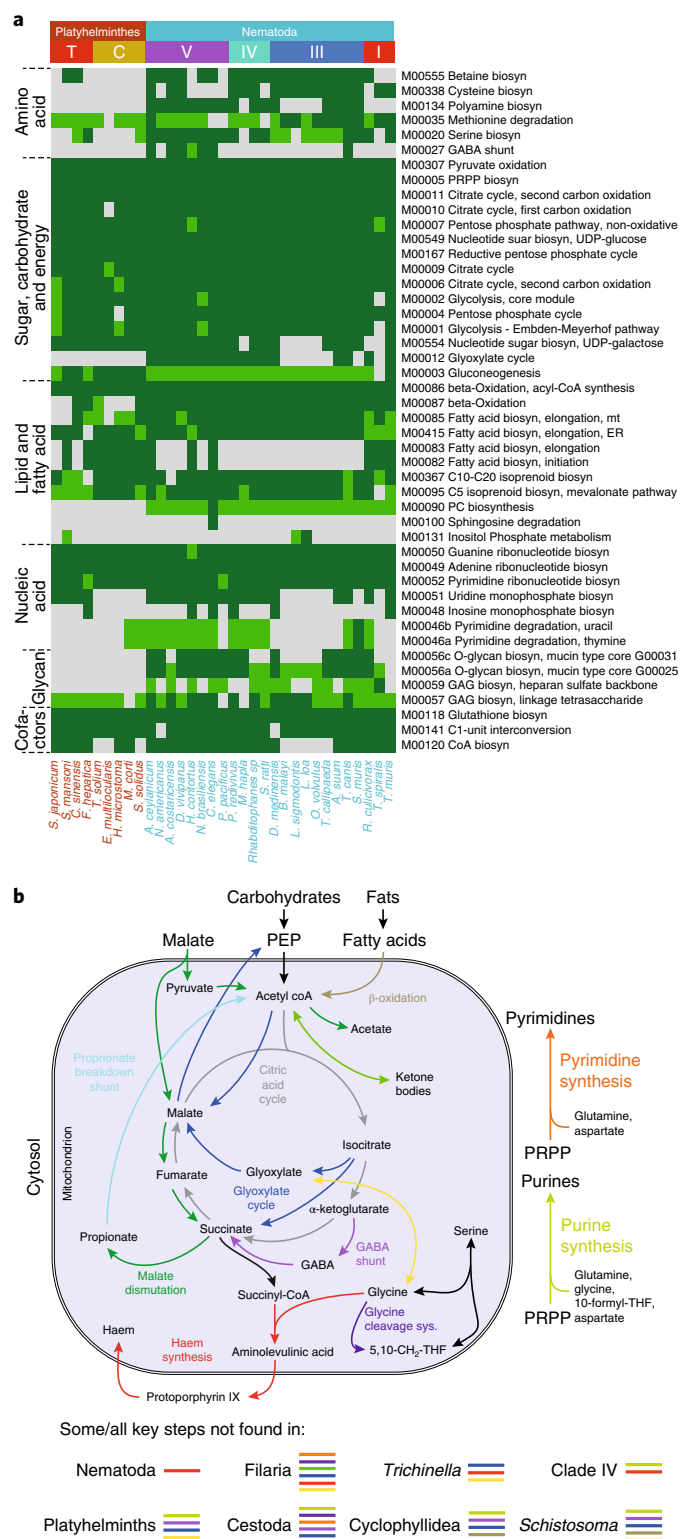 a
Platyhelminthes
Nematoda
T
C
V
IV
III
I
Amino acid
M00555 Betaine biosyn
M00338 Cysteine biosyn
M00134 Polyamine biosyn
M00035 Methionine degradation
M00020 Serine biosyn
M00027 GABA shunt
Sugar, carbohydrate and energy
M00307 Pyruvate oxidation
M00005 PRPP biosyn
M00011 Citrate cycle, second carbon oxidation
M00010 Citrate cycle, first carbon oxidation
M00007 Pentose phosphate pathway, non-oxidative
M00549 Nucleotide suar biosyn, UDP-glucose
M00167 Reductive pentose phosphate cycle
M00009 Citrate cycle
M00006 Citrate cycle, second carbon oxidation
M00002 Glycolysis, core module
M00004 Pentose phosphate cycle
M00001 Glycolysis - Embden-Meyerhof pathway
M00554 Nucleotide sugar biosyn, UDP-galactose
M00012 Glyoxylate cycle
M00003 Gluconeogenesis
Lipid and fatty acid
M00086 beta-Oxidation, acyl-CoA synthesis
M00087 beta-Oxidation
M00085 Fatty acid biosyn, elongation, mt
M00415 Fatty acid biosyn, elongation, ER
M00083 Fatty acid biosyn, elongation
M00082 Fatty acid biosyn, initiation
M00367 C10-C20 isoprenoid biosyn
M00095 C5 isoprenoid biosyn, mevalonate pathway
M00090 PC biosynthesis
M00100 Sphingosine degradation
M00131 Inositol Phosphate metabolism
Nucleic acid
M00050 Guanine ribonucleotide biosyn
M00049 Adenine ribonucleotide biosyn
M00052 Pyrimidine ribonucleotide biosyn
M00051 Uridine monophosphate biosyn
M00048 Inosine monophosphate biosyn
M00046b Pyrimidine degradation, uracil
M00046a Pyrimidine degradation, thymine
Glycan
M00056c O-glycan biosyn, mucin type core G00031
M00056a O-glycan biosyn, mucin type core G00025
M00059 GAG biosyn, heparan sulfate backbone
M00057 GAG biosyn, linkage tetrasaccharide
Cofa-ctors
M00118 Glutathione biosyn
M00141 C1-unit interconversion
M00120 CoA biosyn
S. japonicum
S. mansoni
C. sinensis
F. hepatica
T. solium
E. multilocularis
H. microstoma
M. corti
S. solidus
A. ceylanicum
N. americanus
A. costaricensis
D. viviparus
H. contortus
N. brasiliensis
C. elegans
P. pacificus
P. redivivus
M. hapla
Rhabditophanes sp
S. ratti
D. medinensis
B. malayi
L. sigmodontis
L. loa
O. volvulus
T. callipaeda
A. suum
T. canis
S. muris
R. culicivorax
T. spiralis
T. muris
b
Carbohydrates
Fats
Malate
PEP
Fatty acids
Pyruvate
Acetyl coA
β-oxidation
Acetate
Proprionate breakdown shunt
Citric acid cycle
Ketone bodies
Malate
Isocitrate
Cytosol
Mitochondrion
Fumarate
Glyoxylate
Glyoxylate cycle
α-ketoglutarate
Propionate
Succinate
GABA shunt
Serine
Malate dismutation
GABA
Succinyl-CoA
Glycine
Glycine cleavage sys.
Haem
Haem synthesis
Aminolevulinic acid
5,10-CH₂-THF
Protoporphyrin IX
Pyrimidines
Pyrimidine synthesis
Glutamine, aspartate
PRPP
Purines
Purine synthesis
Glutamine, glycine, 10-formyl-THF, aspartate
PRPP
Some/all key steps not found in:
Nematoda
Filaria
Trichinella
Clade IV
Platyhelminths
Cestoda
Cyclophyllidea
Schistosoma